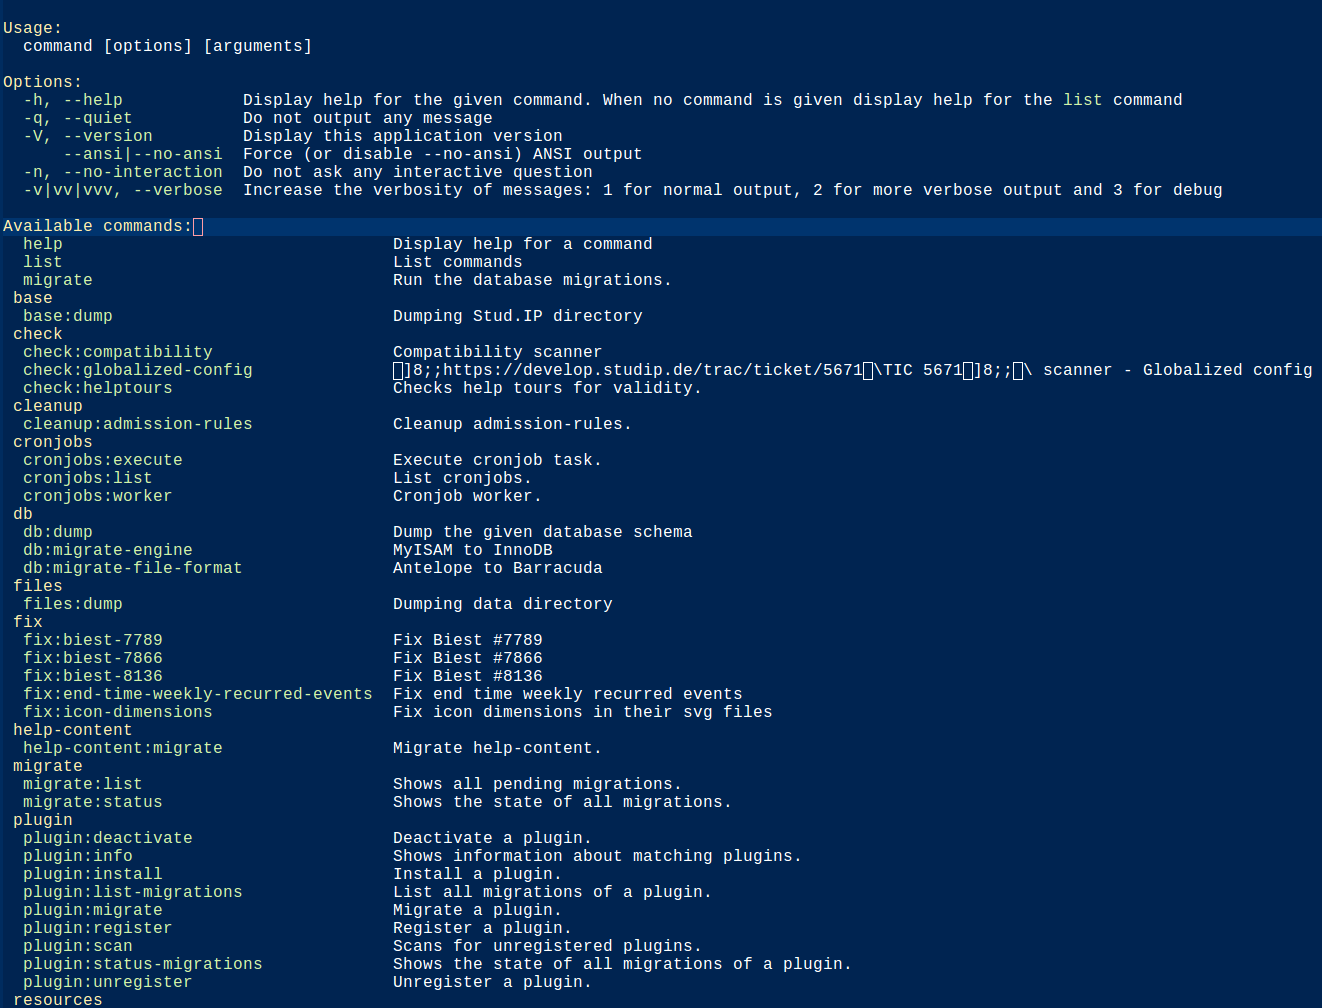 Usage:
  command [options] [arguments]

Options:
  -h, --help            Display help for the given command. When no command is given display help for the list command
  -q, --quiet           Do not output any message
  -V, --version         Display this application version
      --ansi|--no-ansi  Force (or disable --no-ansi) ANSI output
  -n, --no-interaction  Do not ask any interactive question
  -v|vv|vvv, --verbose  Increase the verbosity of messages: 1 for normal output, 2 for more verbose output and 3 for debug

Available commands:
  help                                 Display help for a command
  list                                 List commands
  migrate                              Run the database migrations.
 base
  base:dump                            Dumping Stud.IP directory
 check
  check:compatibility                  Compatibility scanner
  check:globalized-config              ]8;;https://develop.studip.de/trac/ticket/5671\TIC 5671]8;;\ scanner - Globalized config
  check:helptours                      Checks help tours for validity.
 cleanup
  cleanup:admission-rules              Cleanup admission-rules.
 cronjobs
  cronjobs:execute                     Execute cronjob task.
  cronjobs:list                        List cronjobs.
  cronjobs:worker                      Cronjob worker.
 db
  db:dump                              Dump the given database schema
  db:migrate-engine                    MyISAM to InnoDB
  db:migrate-file-format               Antelope to Barracuda
 files
  files:dump                           Dumping data directory
 fix
  fix:biest-7789                       Fix Biest #7789
  fix:biest-7866                       Fix Biest #7866
  fix:biest-8136                       Fix Biest #8136
  fix:end-time-weekly-recurred-events  Fix end time weekly recurred events
  fix:icon-dimensions                  Fix icon dimensions in their svg files
 help-content
  help-content:migrate                 Migrate help-content.
 migrate
  migrate:list                         Shows all pending migrations.
  migrate:status                       Shows the state of all migrations.
 plugin
  plugin:deactivate                    Deactivate a plugin.
  plugin:info                          Shows information about matching plugins.
  plugin:install                       Install a plugin.
  plugin:list-migrations               List all migrations of a plugin.
  plugin:migrate                       Migrate a plugin.
  plugin:register                      Register a plugin.
  plugin:scan                          Scans for unregistered plugins.
  plugin:status-migrations             Shows the state of all migrations of a plugin.
  plugin:unregister                    Unregister a plugin.
 resources